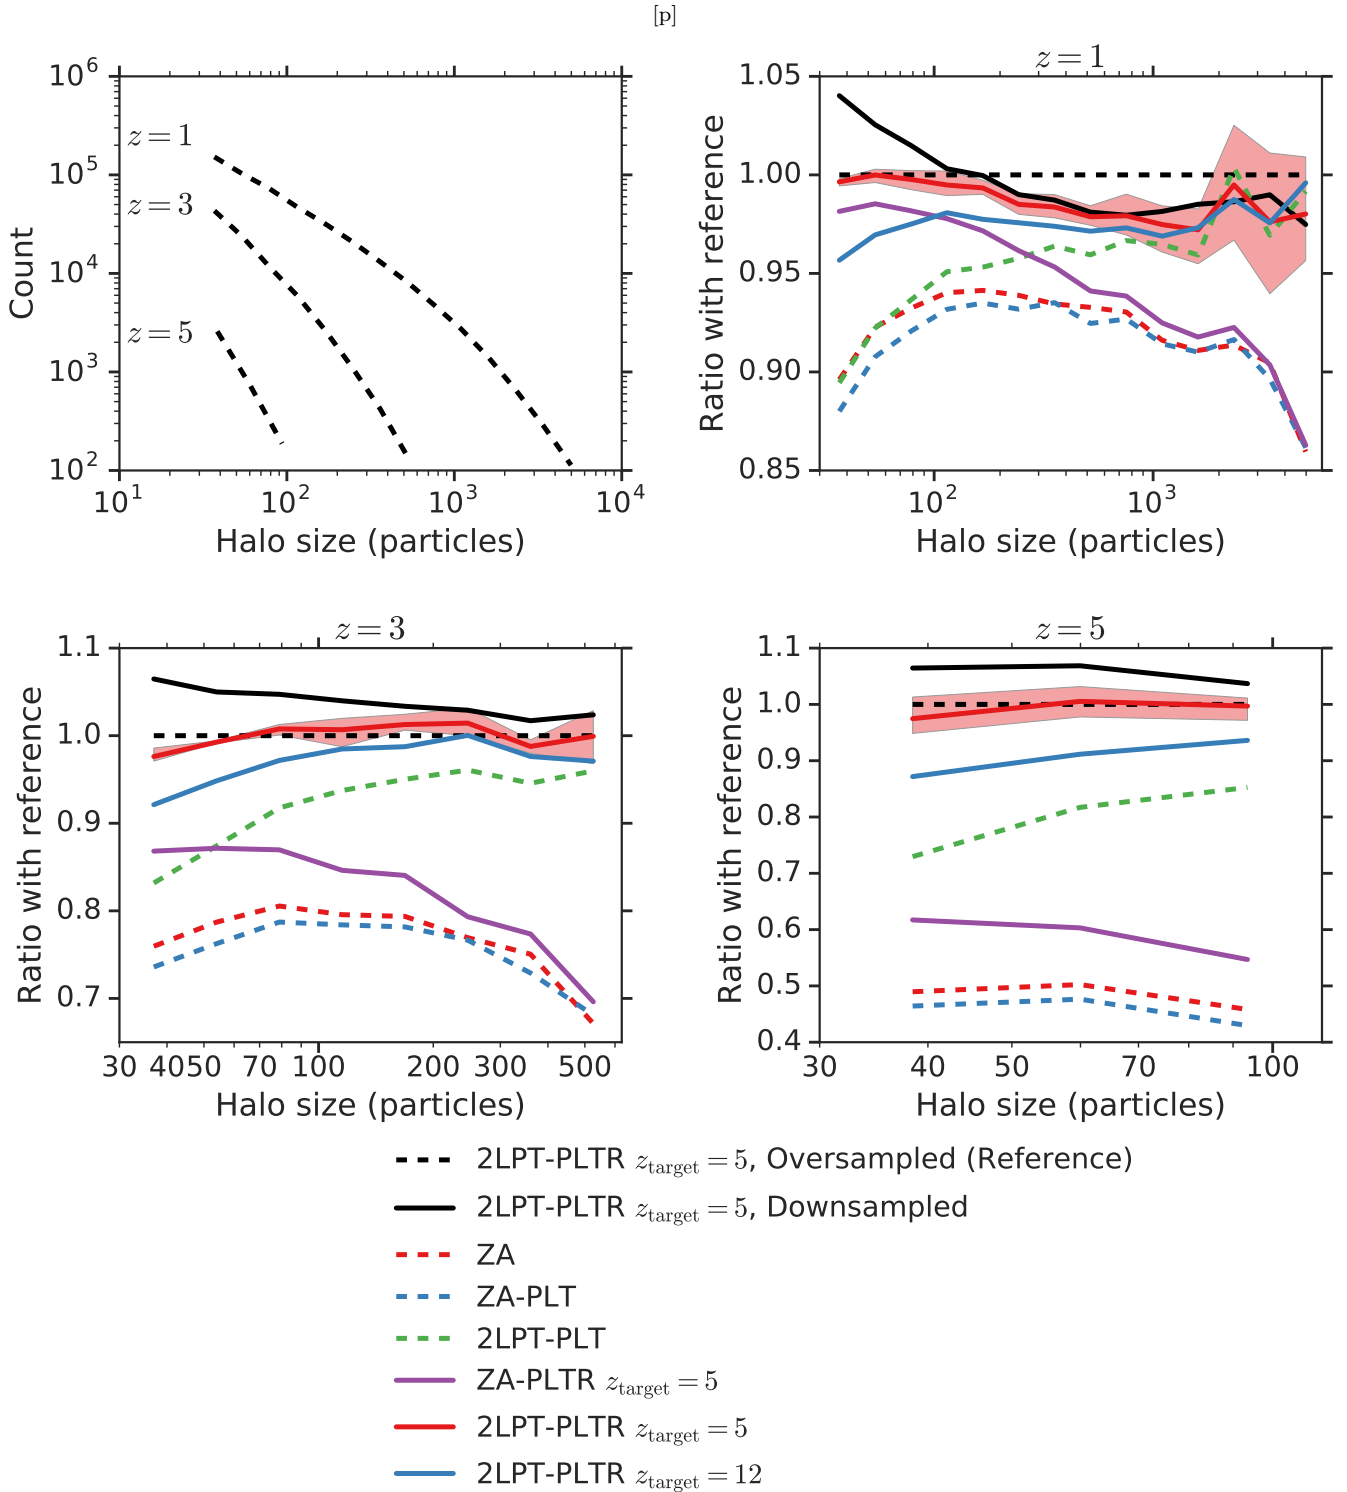 [p]
10^6
10^5
10^4
10^3
10^2
Count
z = 1
z = 3
z = 5
10^1 10^2 10^3 10^4
Halo size (particles)
z = 1
1.05
1.00
0.95
0.90
0.85
Ratio with reference
10^2 10^3
Halo size (particles)
z = 3
1.1
1.0
0.9
0.8
0.7
Ratio with reference
30 40 50 70 100 200 300 500
Halo size (particles)
z = 5
1.1
1.0
0.9
0.8
0.7
0.6
0.5
0.4
Ratio with reference
30 40 50 70 100
Halo size (particles)
2LPT-PLTR z_target = 5, Oversampled (Reference)
2LPT-PLTR z_target = 5, Downsampled
ZA
ZA-PLT
2LPT-PLT
ZA-PLTR z_target = 5
2LPT-PLTR z_target = 5
2LPT-PLTR z_target = 12